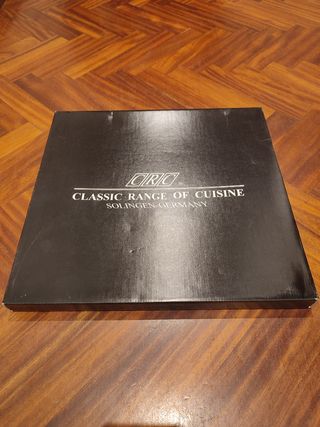 CRC®
CLASSIC RANGE OF CUISINE
SOLINGEN-GERMANY